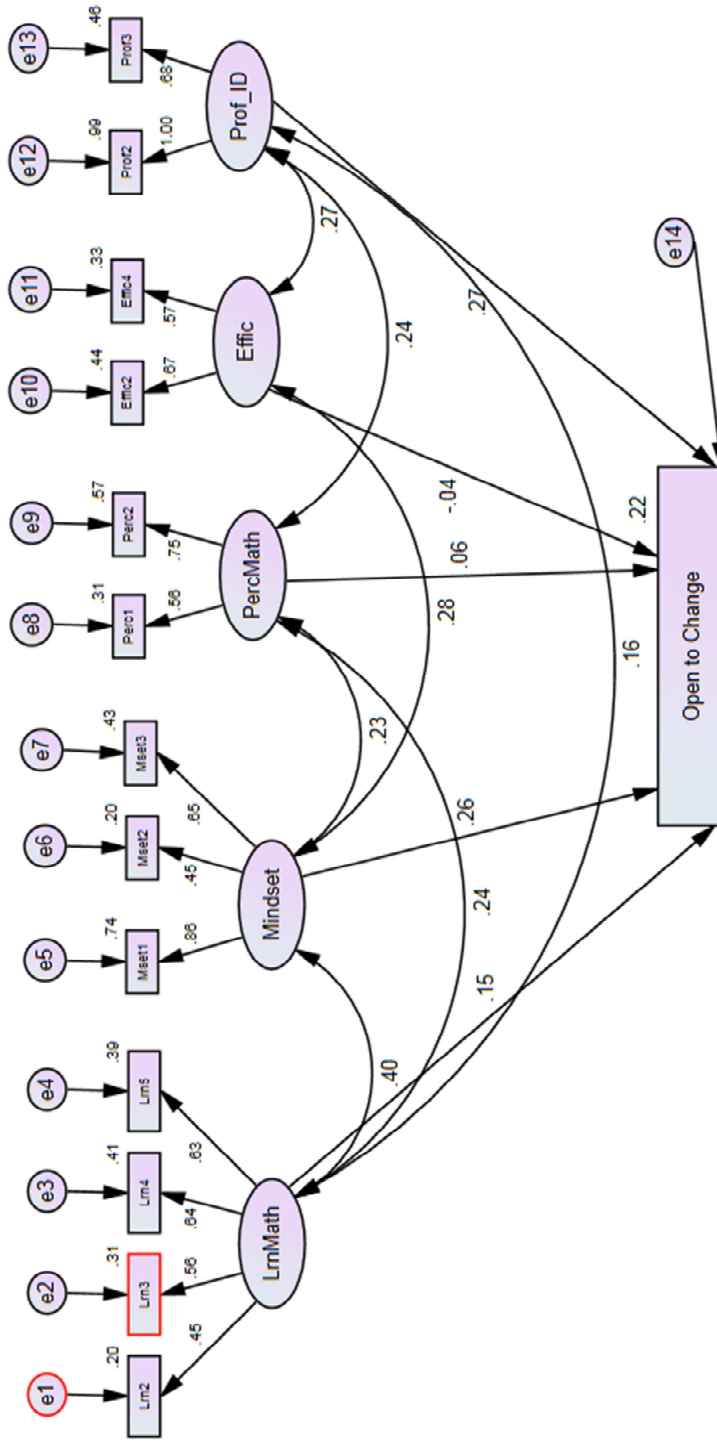 e1
e2
e3
e4
e5
e6
e7
e8
e9
e10
e11
e12
e13
.20
.31
.41
.39
.74
.20
.43
.31
.57
.44
.33
.99
.46
Lrn2
Lrn3
Lrn4
Lrn5
Mset1
Mset2
Mset3
Perc1
Perc2
Effic2
Effic4
Prof2
Prof3
.45
.56
.64
.63
.86
.45
.65
.56
.75
.67
.57
1.00
.68
LrnMath
Mindset
PercMath
Effic
Prof_ID
.40
.23
.27
.24
.28
.24
.16
.15
.26
.06
-.04
.27
.22
e14
Open to Change